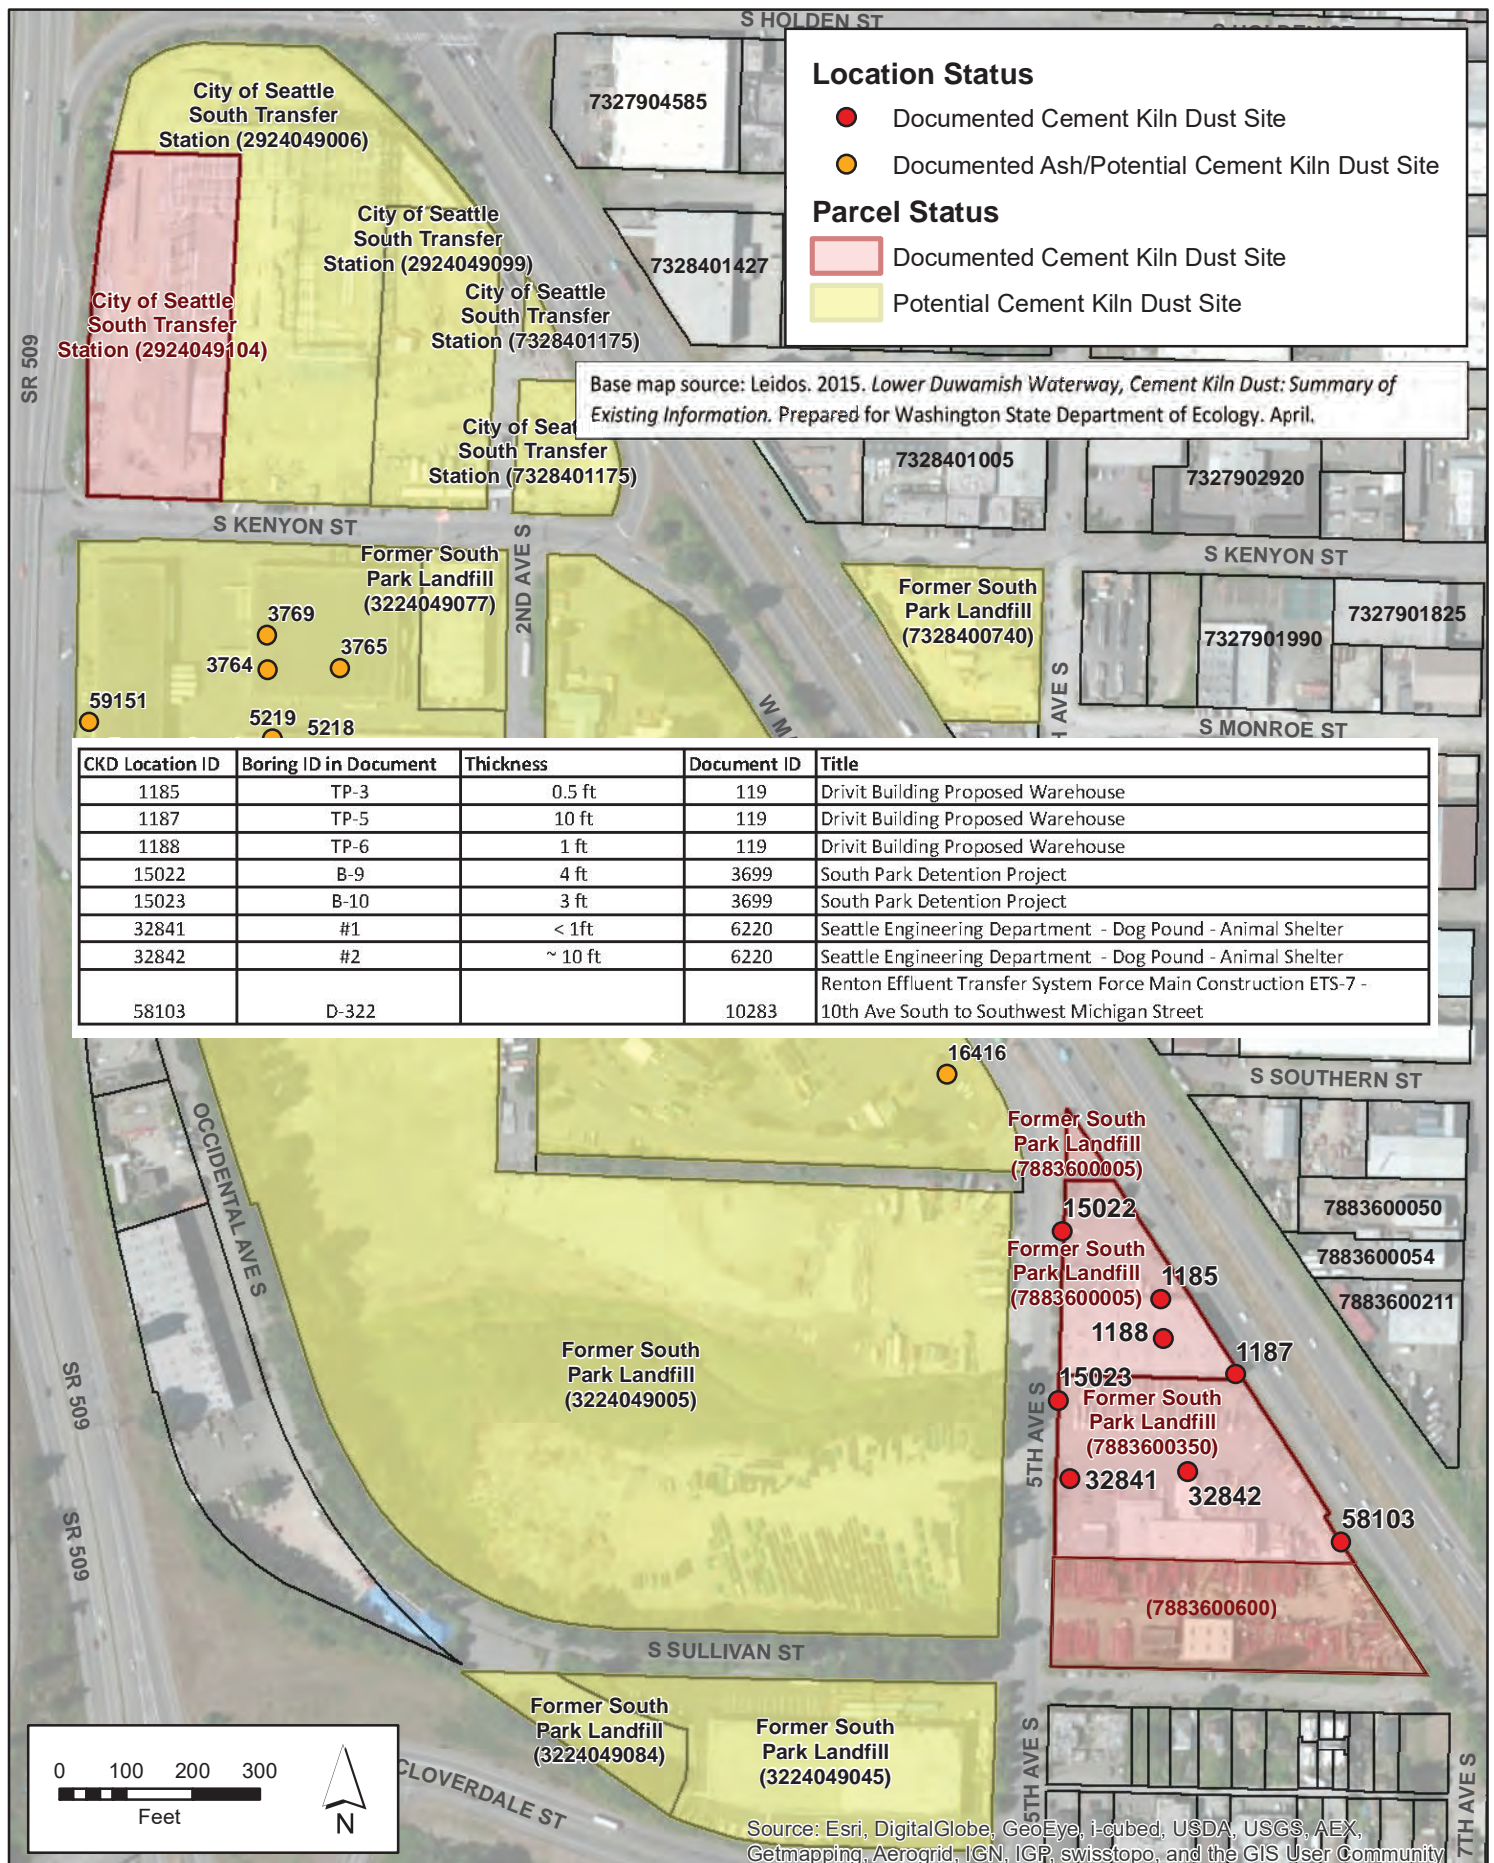 S HOLDEN ST
Location Status
Documented Cement Kiln Dust Site
Documented Ash/Potential Cement Kiln Dust Site
Parcel Status
Documented Cement Kiln Dust Site
Potential Cement Kiln Dust Site
Base map source: Leidos. 2015. Lower Duwamish Waterway, Cement Kiln Dust: Summary of
Existing Information. Prepared for Washington State Department of Ecology. April.
City of Seattle
South Transfer
Station (2924049006)
7327904585
City of Seattle
South Transfer
Station (2924049099)
7328401427
City of Seattle
South Transfer
Station (7328401175)
City of Seattle
South Transfer
Station (2924049104)
SR 509
City of Seat
South Transfer
Station (7328401175)
7328401005
7327902920
S KENYON ST
S KENYON ST
2ND AVE S
Former South
Park Landfill
(3224049077)
Former South
Park Landfill
(7328400740)
7327901825
7327901990
3769
3765
3764
59151
5219
5218
W M
AVE S
S MONROE ST
CKD Location ID Boring ID in Document Thickness Document ID Title
1185 TP-3 0.5 ft 119 Drivit Building Proposed Warehouse
1187 TP-5 10 ft 119 Drivit Building Proposed Warehouse
1188 TP-6 1 ft 119 Drivit Building Proposed Warehouse
15022 B-9 4 ft 3699 South Park Detention Project
15023 B-10 3 ft 3699 South Park Detention Project
32841 #1 < 1ft 6220 Seattle Engineering Department - Dog Pound - Animal Shelter
32842 #2 ~ 10 ft 6220 Seattle Engineering Department - Dog Pound - Animal Shelter
Renton Effluent Transfer System Force Main Construction ETS-7 -
58103 D-322 10283 10th Ave South to Southwest Michigan Street
16416
S SOUTHERN ST
OCCIDENTAL AVE S
Former South
Park Landfill
(7883600005)
15022
7883600050
Former South
Park Landfill
(7883600005)
7883600054
1185
7883600211
1188
1187
Former South
Park Landfill
(3224049005)
15023
Former South
Park Landfill
(7883600350)
SR 509
5TH AVE S
32841
32842
58103
SR 509
(7883600600)
S SULLIVAN ST
Former South
Park Landfill
(3224049084)
Former South
Park Landfill
(3224049045)
5TH AVE S
7TH AVE S
CLOVERDALE ST
0 100 200 300
Feet
N
Source: Esri, DigitalGlobe, GeoEye, i-cubed, USDA, USGS, AEX,
Getmapping, Aerogrid, IGN, IGP, swisstopo, and the GIS User Community